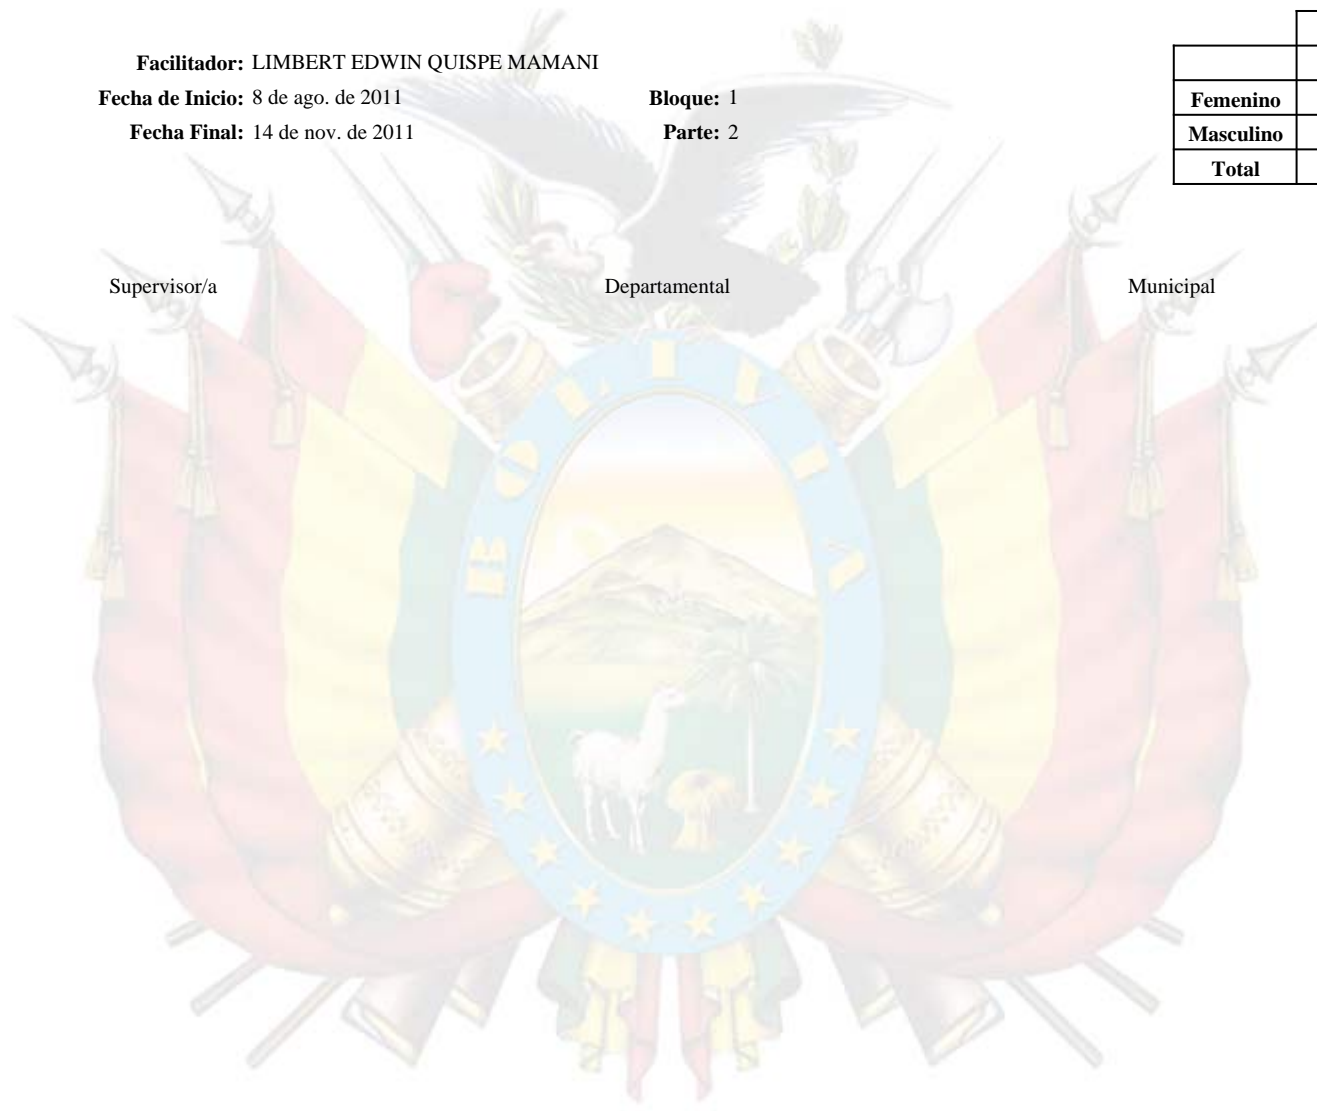 Facilitador: LIMBERT EDWIN QUISPE MAMANI
Fecha de Inicio: 8 de ago. de 2011 Bloque: 1
Fecha Final: 14 de nov. de 2011 Parte: 2
Femenino
Masculino
Total
Supervisor/a Departamental Municipal
BOLIVIA